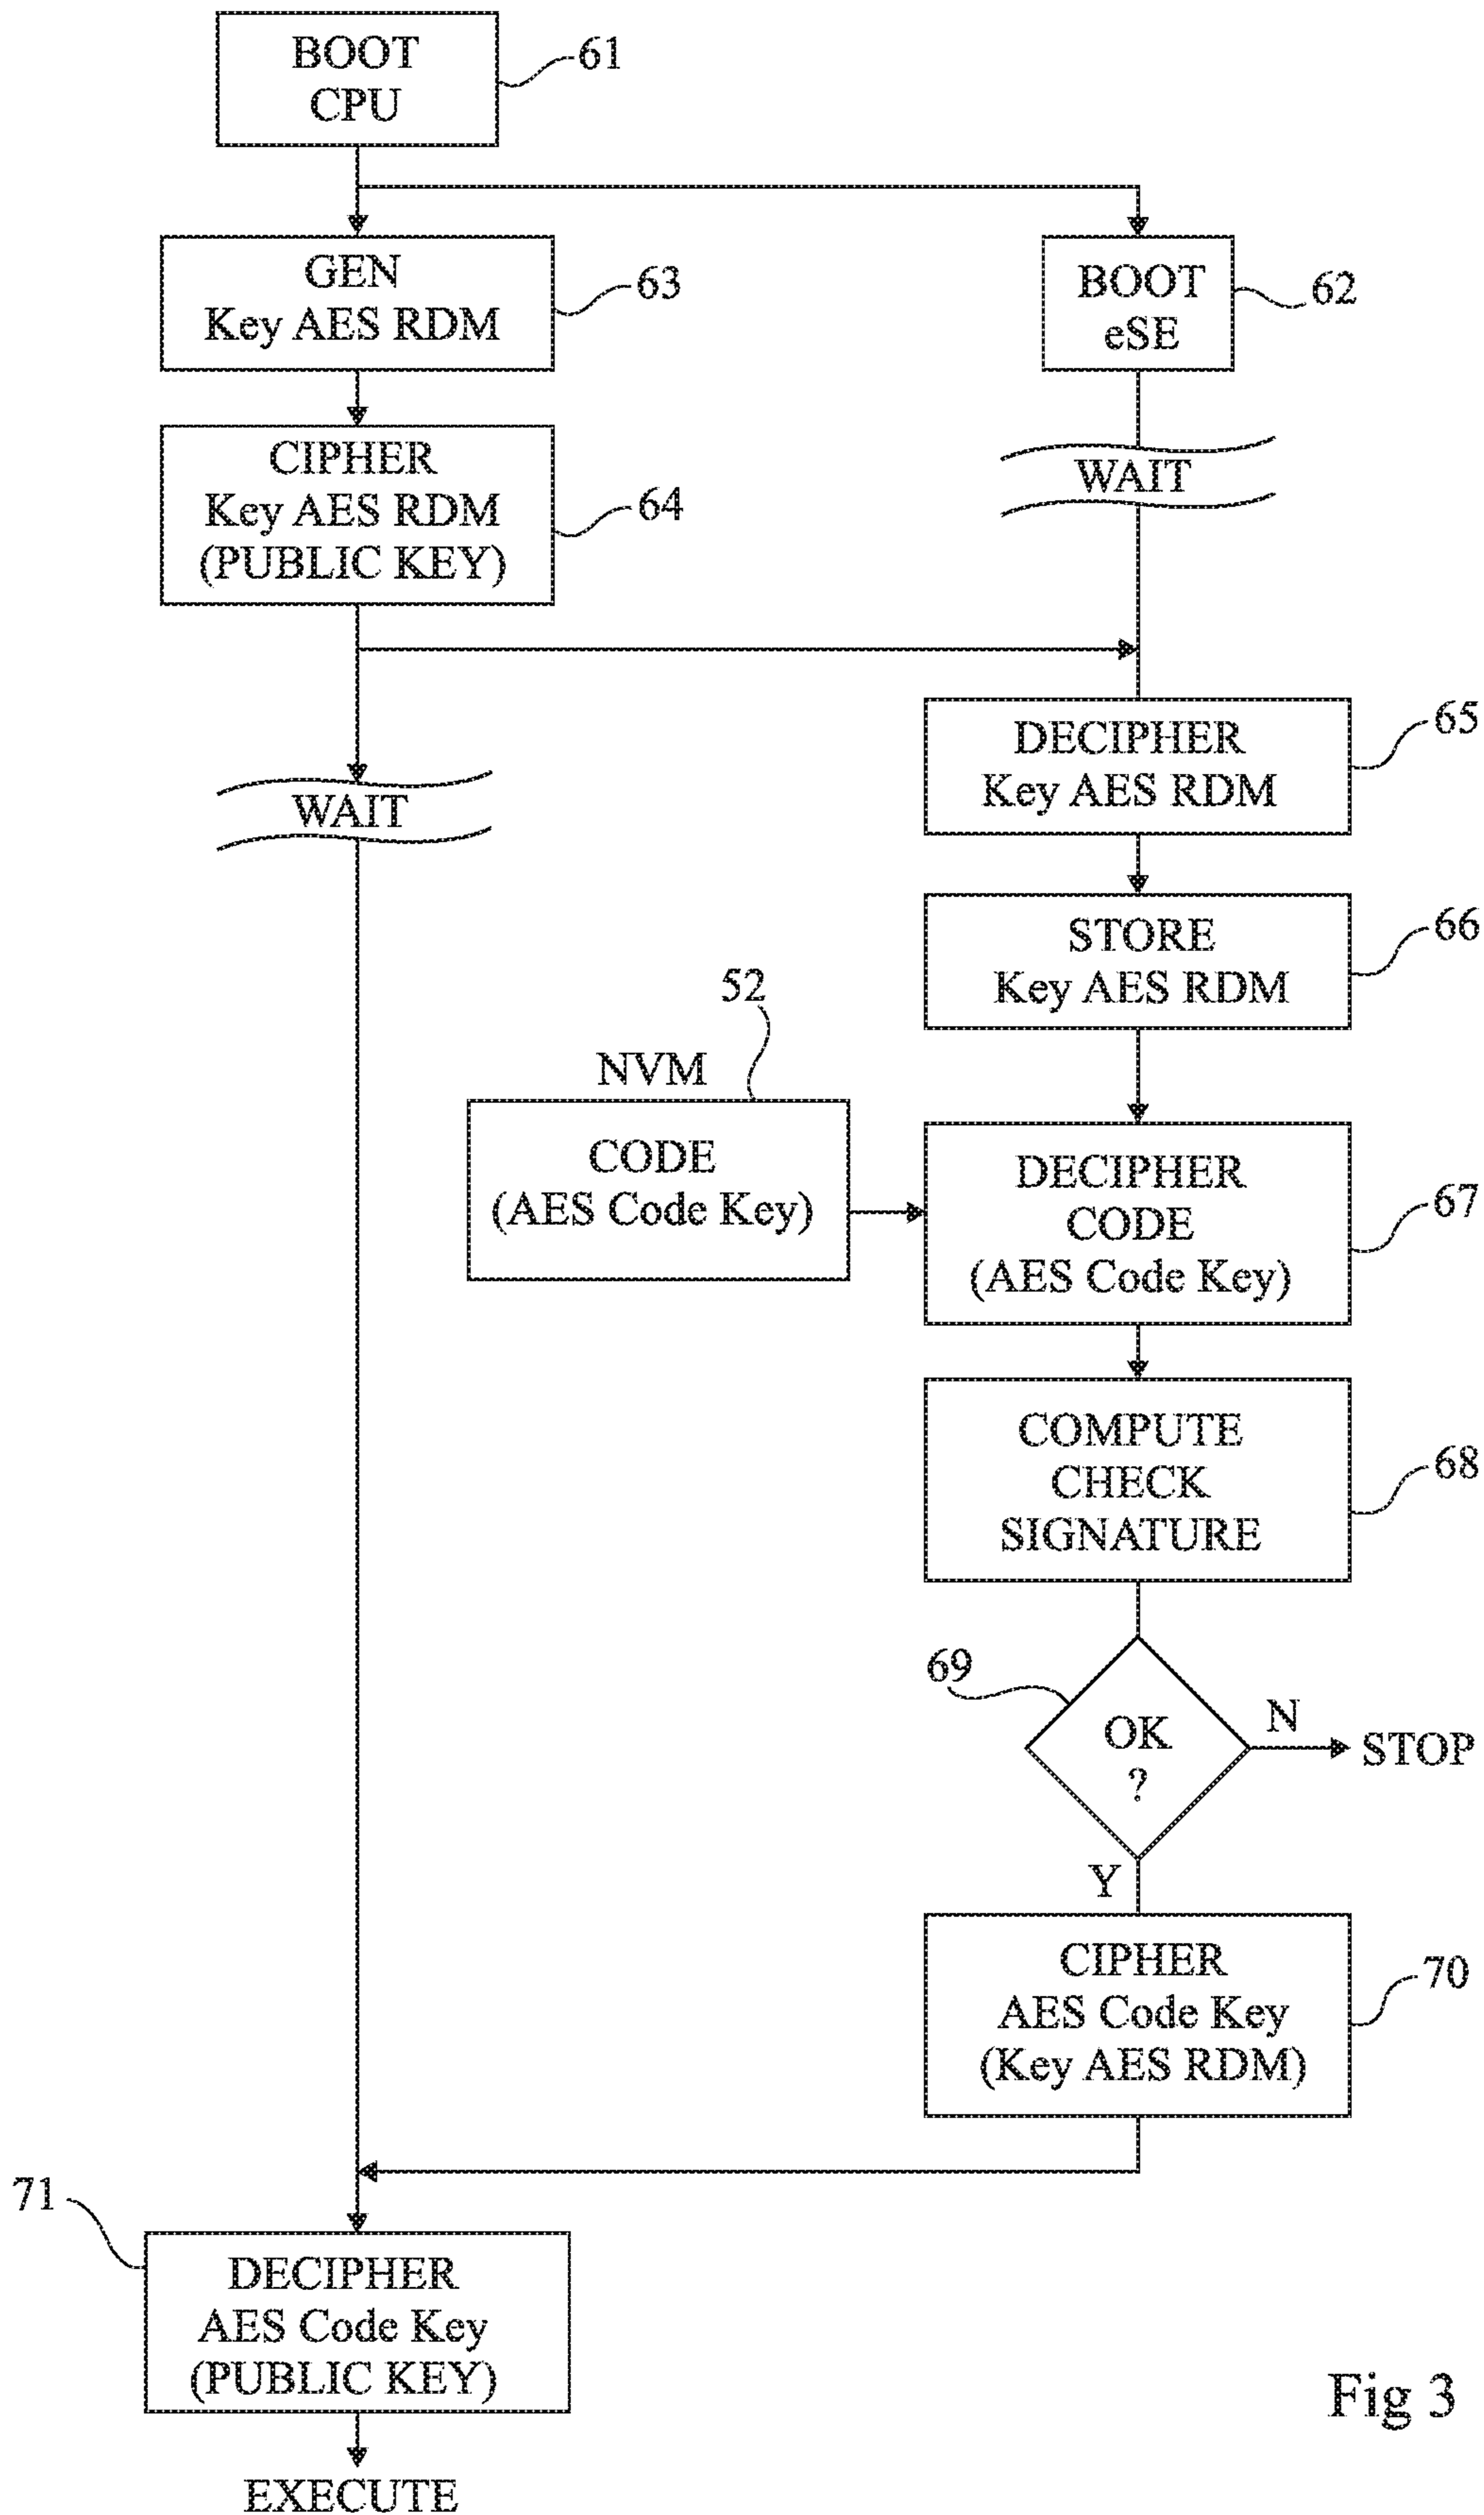 BOOT
CPU
61
GEN
Key AES RDM
63
BOOT
eSE
62
CIPHER
Key AES RDM
(PUBLIC KEY)
64
WAIT
DECIPHER
Key AES RDM
65
WAIT
STORE
Key AES RDM
66
52
NVM
CODE
(AES Code Key)
DECIPHER
CODE
(AES Code Key)
67
COMPUTE
CHECK
SIGNATURE
68
69
OK
?
N
STOP
Y
CIPHER
AES Code Key
(Key AES RDM)
70
71
DECIPHER
AES Code Key
(PUBLIC KEY)
EXECUTE
Fig 3